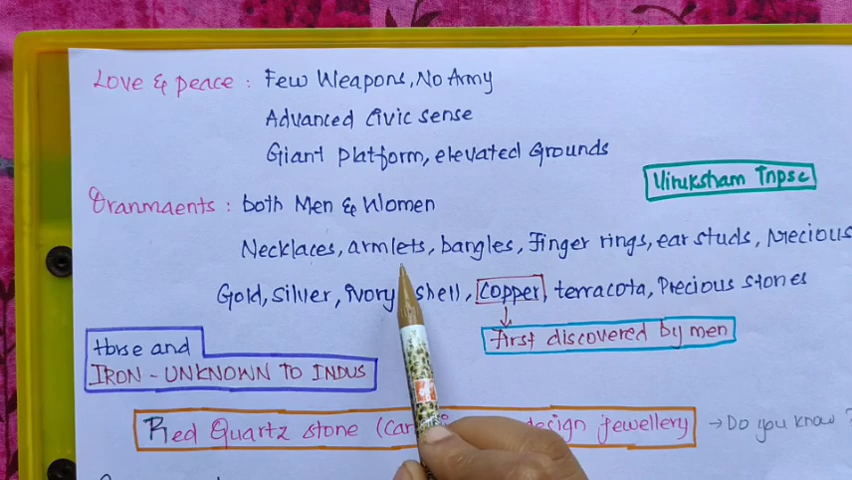 Love & peace : Few Weapons, No Army
Advanced civic sense
Giant Platform, elevated Grounds
Viruksham Tnpsc
Oranmaents : both Men & Women
Necklaces, armlets, bangles, Finger rings, ear studs, Precious
Gold, Silver, ivory shell, copper, terracota, Precious stones
first discovered by men
Horse and
IRON - UNKNOWN TO INDUS
Red Quartz stone (Car design jewellery → Do you know ?